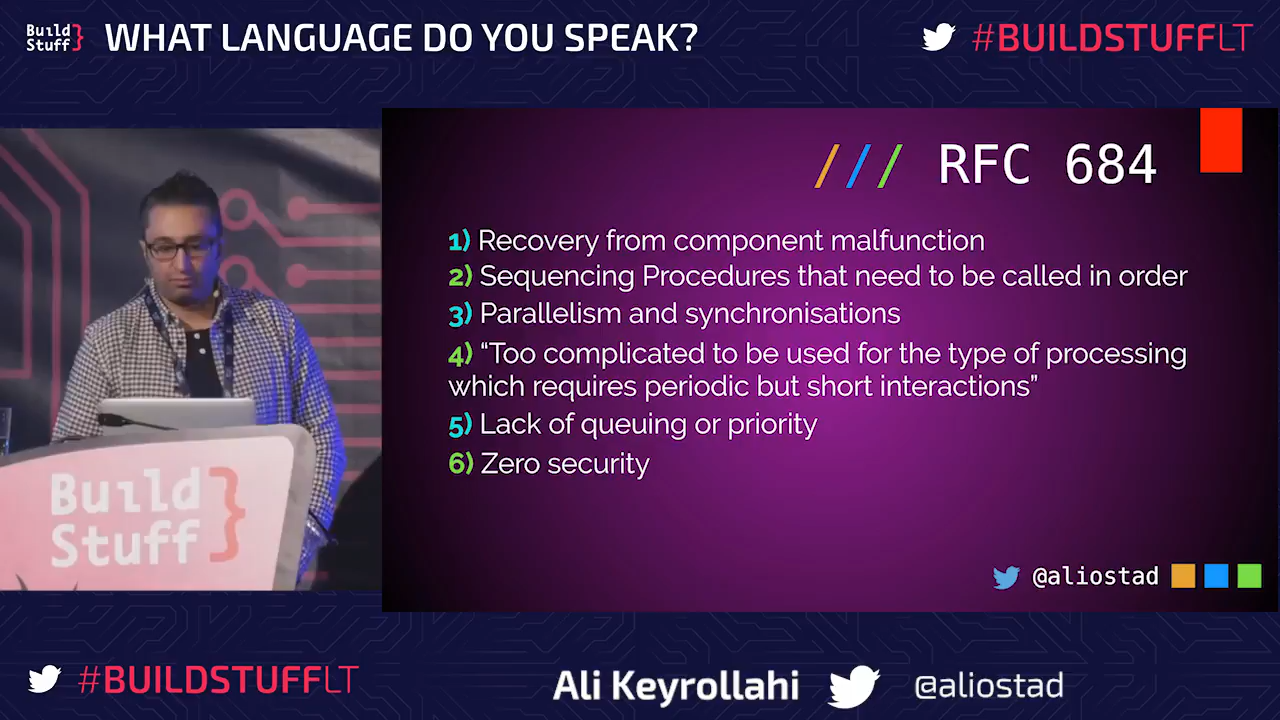 Build
Stuff}
WHAT LANGUAGE DO YOU SPEAK?
#BUILDSTUFFLT
/// RFC 684
1) Recovery from component malfunction
2) Sequencing Procedures that need to be called in order
3) Parallelism and synchronisations
4) “Too complicated to be used for the type of processing
which requires periodic but short interactions”
5) Lack of queuing or priority
6) Zero security
@aliostad
Build
Stuff}
#BUILDSTUFFLT
Ali Keyrollahi
@aliostad